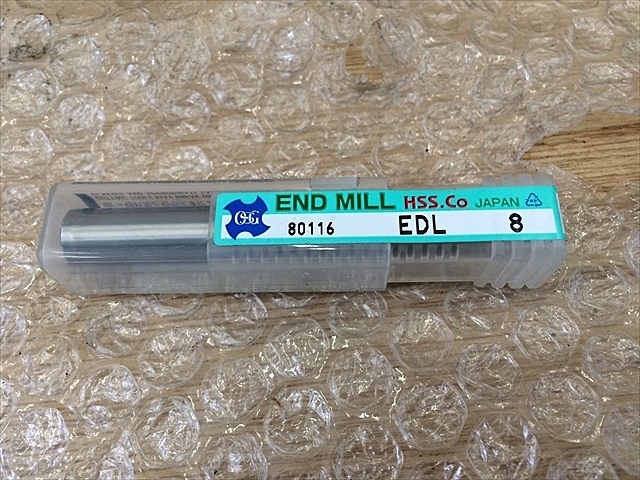 OSG END MILL HSS.Co JAPAN
80116 EDL 8